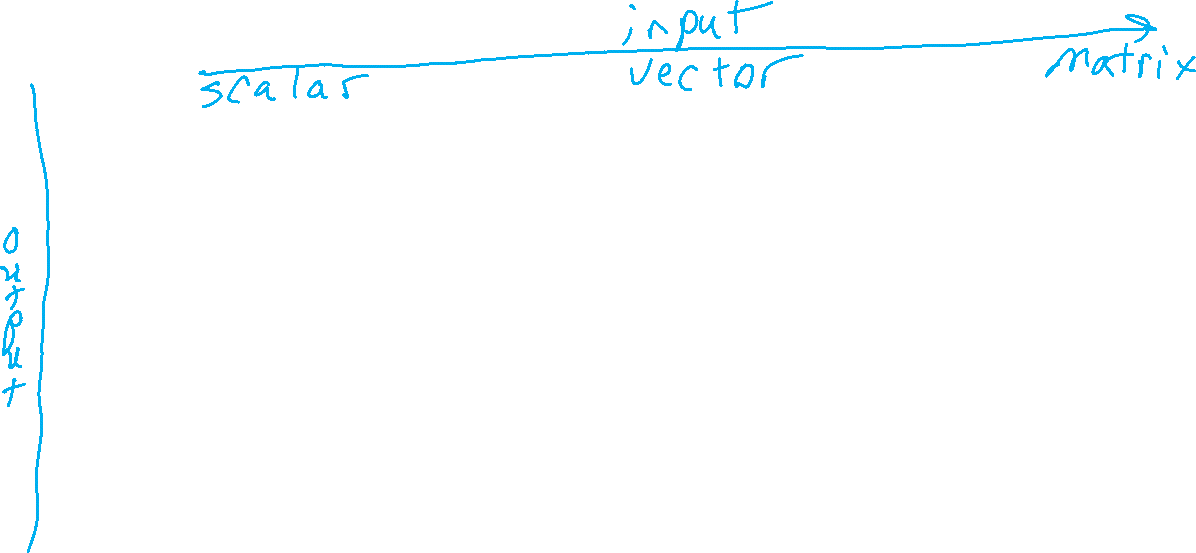 input
scalar vector matrix
output